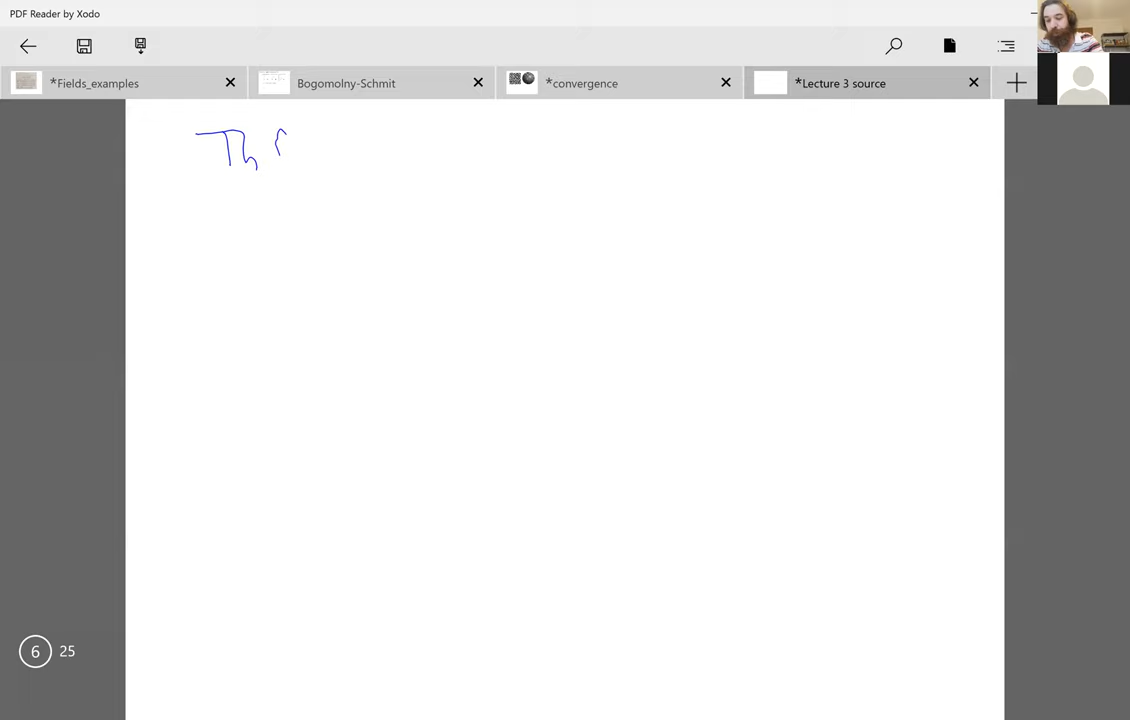 PDF Reader by Xodo
*Fields_examples
Bogomolny-Schmit
*convergence
*Lecture 3 source
Th
6 25